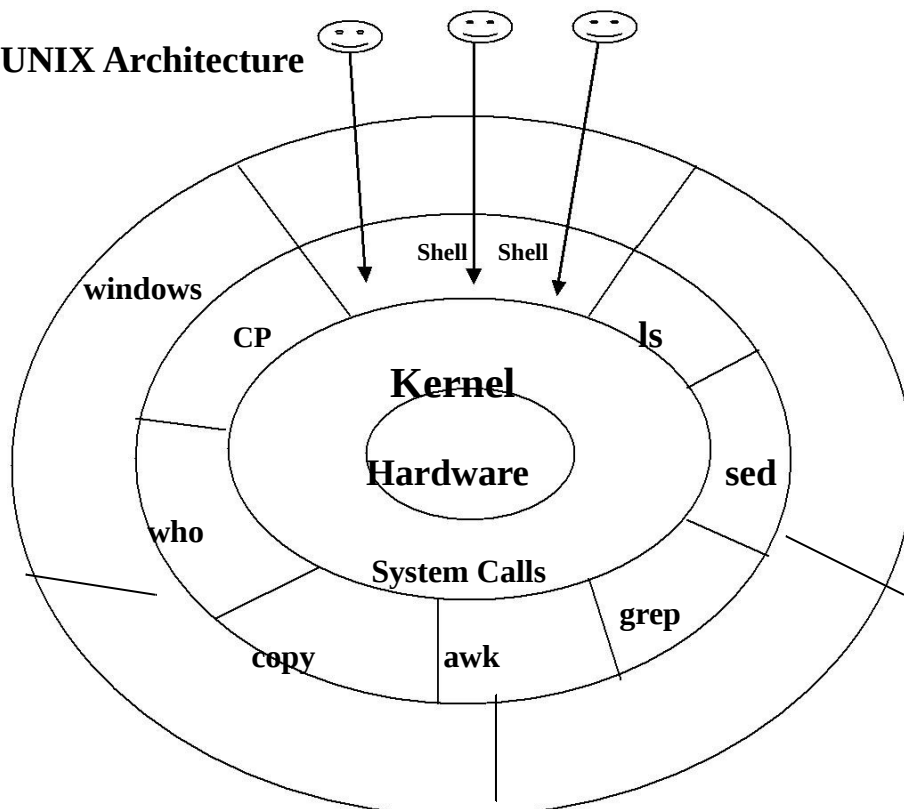 UNIX Architecture
Shell Shell
windows
CP
ls
Kernel
Hardware
sed
who
System Calls
grep
copy
awk